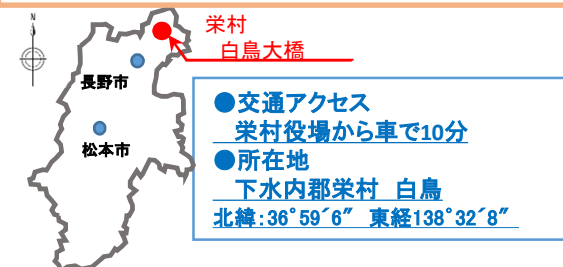 N
栄村
白鳥大橋
長野市
松本市
●交通アクセス
栄村役場から車で10分
●所在地
下水内郡栄村 白鳥
北緯:36°59´6″ 東経138°32´8″